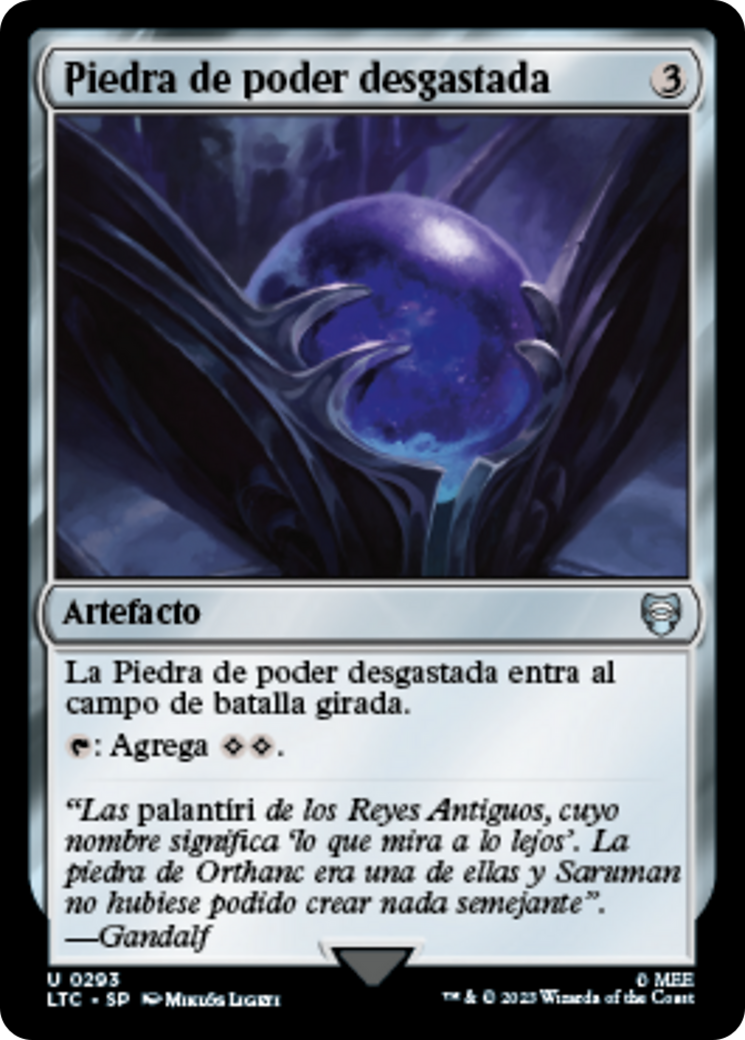 Piedra de poder desgastada 3
Artefacto
La Piedra de poder desgastada entra al
campo de batalla girada.
: Agrega .
“Las palantíri de los Reyes Antiguos, cuyo
nombre significa ‘lo que mira a lo lejos’. La
piedra de Orthanc era una de ellas y Saruman
no hubiese podido crear nada semejante”.
—Gandalf
U 0293
LTC • SP Miklós Ligeti
™ & © 2023 Wizards of the Coast